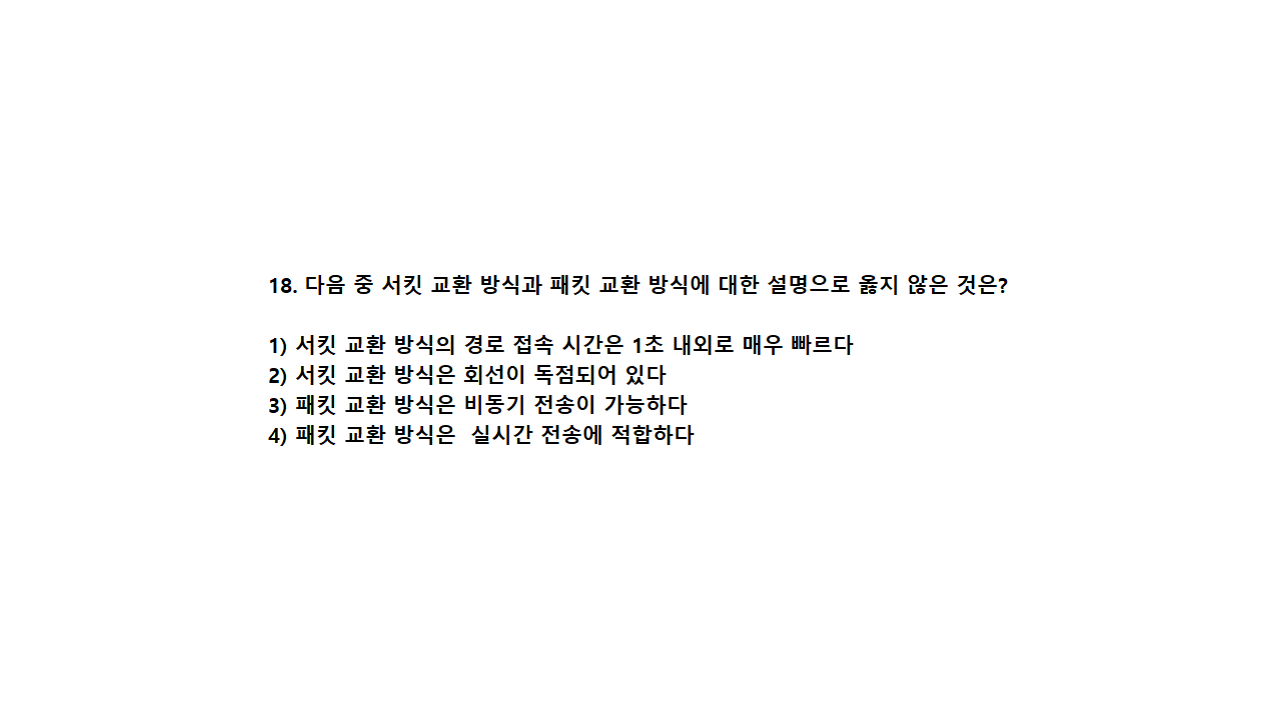 18. 다음 중 서킷 교환 방식과 패킷 교환 방식에 대한 설명으로 옳지 않은 것은?
1) 서킷 교환 방식의 경로 접속 시간은 1초 내외로 매우 빠르다
2) 서킷 교환 방식은 회선이 독점되어 있다
3) 패킷 교환 방식은 비동기 전송이 가능하다
4) 패킷 교환 방식은  실시간 전송에 적합하다